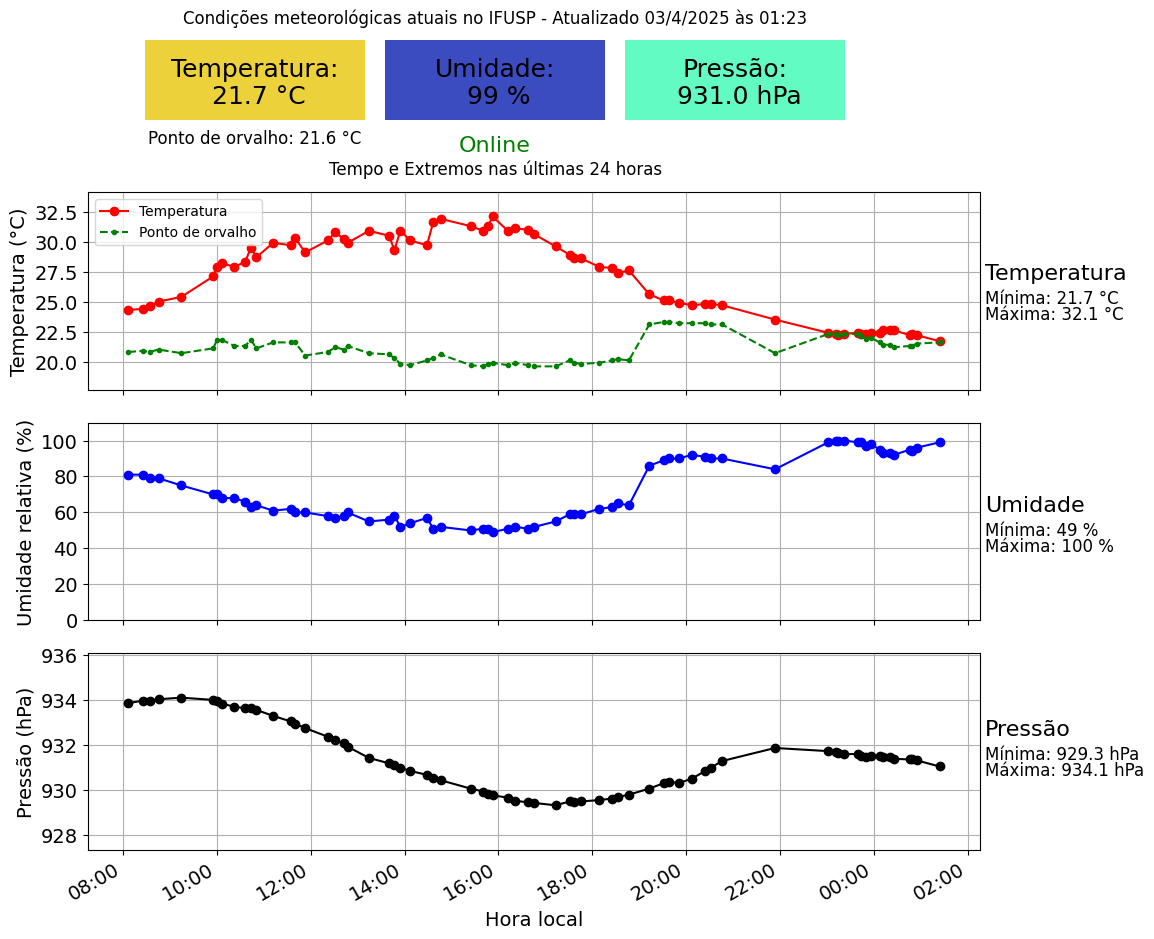 Condições meteorológicas atuais no IFUSP - Atualizado 03/4/2025 às 01:23
Temperatura:
21.7 °C
Umidade:
99 %
Pressão:
931.0 hPa
Ponto de orvalho: 21.6 °C
Online
Tempo e Extremos nas últimas 24 horas
Temperatura (°C)
32.5
30.0
27.5
25.0
22.5
20.0
Temperatura
Ponto de orvalho
Temperatura
Mínima: 21.7 °C
Máxima: 32.1 °C
Umidade relativa (%)
100
80
60
40
20
0
Umidade
Mínima: 49 %
Máxima: 100 %
Pressão (hPa)
936
934
932
930
928
Pressão
Mínima: 929.3 hPa
Máxima: 934.1 hPa
08:00
10:00
12:00
14:00
16:00
18:00
20:00
22:00
00:00
02:00
Hora local